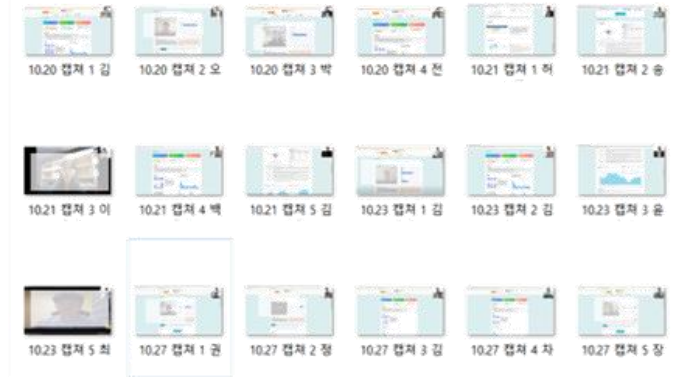 10.20 캡쳐 1 김
10.20 캡쳐 2 오
10.20 캡쳐 3 박
10.20 캡쳐 4 전
10.21 캡쳐 1 허
10.21 캡쳐 2 송
10.21 캡쳐 3 이
10.21 캡쳐 4 백
10.21 캡쳐 5 김
10.23 캡쳐 1 김
10.23 캡쳐 2 김
10.23 캡쳐 3 윤
10.23 캡쳐 5 최
10.27 캡쳐 1 권
10.27 캡쳐 2 정
10.27 캡쳐 3 김
10.27 캡쳐 4 차
10.27 캡쳐 5 장